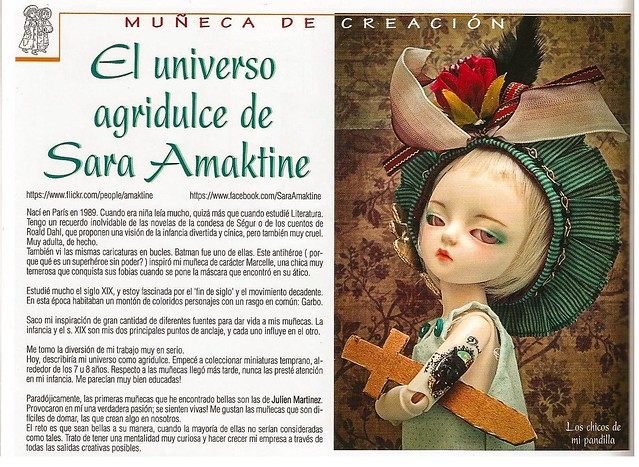 MUÑECA DE CREACIÓN
El universo
agridulce de
Sara Amaktine
https://www.flickr.com/people/amaktine https://www.facebook.com/SaraAmaktine
Nací en París en 1989. Cuando era niña leía mucho, quizá más que cuando estudié Literatura.
Tengo un recuerdo inolvidable de las novelas de la condesa de Ségur o de los cuentos de
Roald Dahl, que proponen una visión de la infancia divertida y cínica, pero también muy cruel.
Muy adulta, de hecho.
También vi las mismas caricaturas en bucles. Batman fue uno de ellas. Este antihéroe ( por-
que qué es un superhéroe sin poder? ) inspiró mi muñeca de carácter Marcelle, una chica muy
temerosa que conquista sus fobias cuando se pone la máscara que encontró en su ático.
Estudié mucho el siglo XIX, y estoy fascinada por el 'fin de siglo' y el movimiento decadente.
En esta época habitaban un montón de coloridos personajes con un rasgo en común: Garbo.
Saco mi inspiración de gran cantidad de diferentes fuentes para dar vida a mis muñecas. La
infancia y el s. XIX son mis dos principales puntos de anclaje, y cada uno influye en el otro.
Me tomo la diversión de mi trabajo muy en serio.
Hoy, describiría mi universo como agridulce. Empecé a coleccionar miniaturas temprano, al-
rededor de los 7 u 8 años. Respecto a las muñecas llegó más tarde, nunca las presté atención
en mi infancia. Me parecían muy bien educadas!
Paradójicamente, las primeras muñecas que he encontrado bellas son las de Julien Martinez.
Provocaron en mí una verdadera pasión; se sienten vivas! Me gustan las muñecas que son di-
fíciles de domar, las que crean algo en nosotros.
El reto es que sean bellas a su manera, cuando la mayoría de ellas no serían consideradas
como tales. Trato de tener una mentalidad muy curiosa y hacer crecer mi empresa a través de
todas las salidas creativas posibles.
Los chicos de
mi pandilla